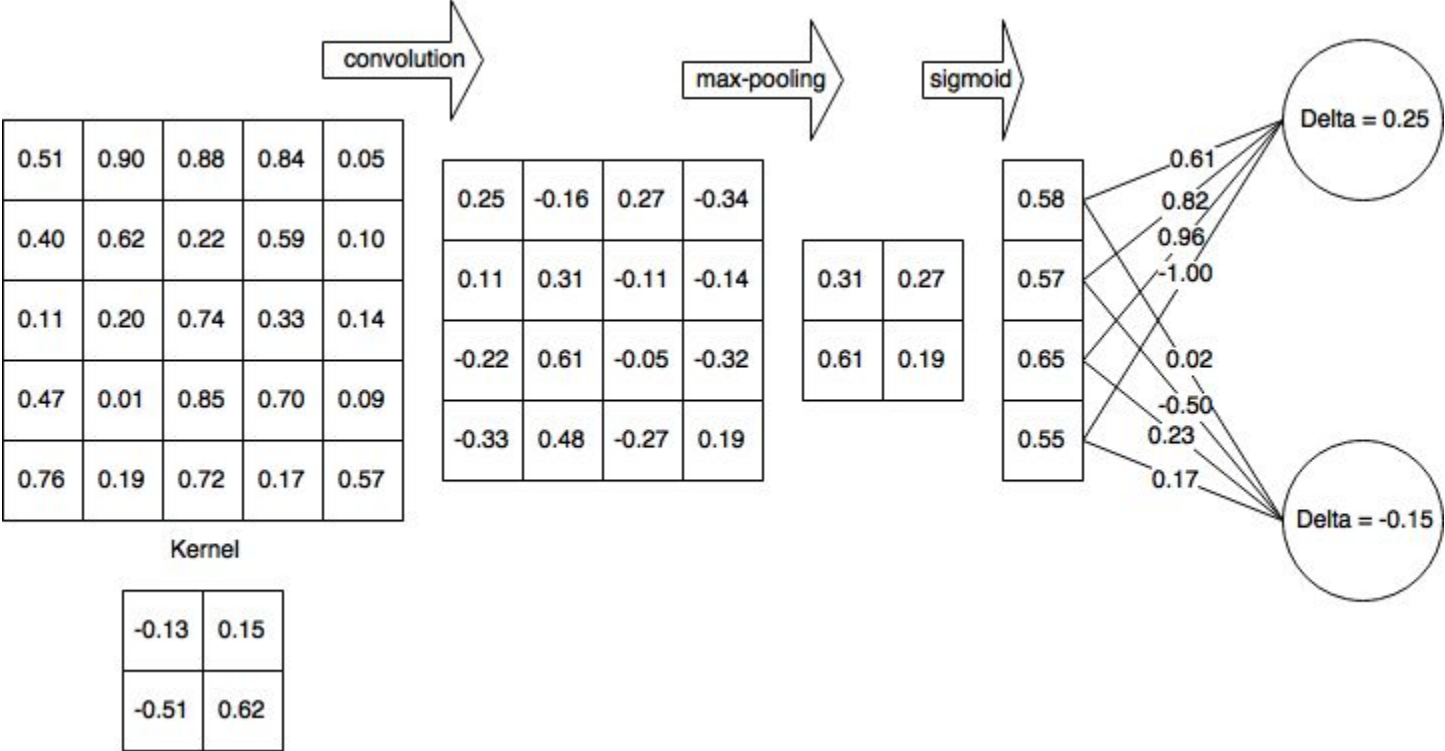 convolution
max-pooling
sigmoid
0.51 0.90 0.88 0.84 0.05
0.40 0.62 0.22 0.59 0.10
0.11 0.20 0.74 0.33 0.14
0.47 0.01 0.85 0.70 0.09
0.76 0.19 0.72 0.17 0.57
Kernel
-0.13 0.15
-0.51 0.62
0.25 -0.16 0.27 -0.34
0.11 0.31 -0.11 -0.14
-0.22 0.61 -0.05 -0.32
-0.33 0.48 -0.27 0.19
0.31 0.27
0.61 0.19
0.58
0.57
0.65
0.55
0.61
0.82
0.96
-1.00
0.02
-0.50
0.23
0.17
Delta = 0.25
Delta = -0.15